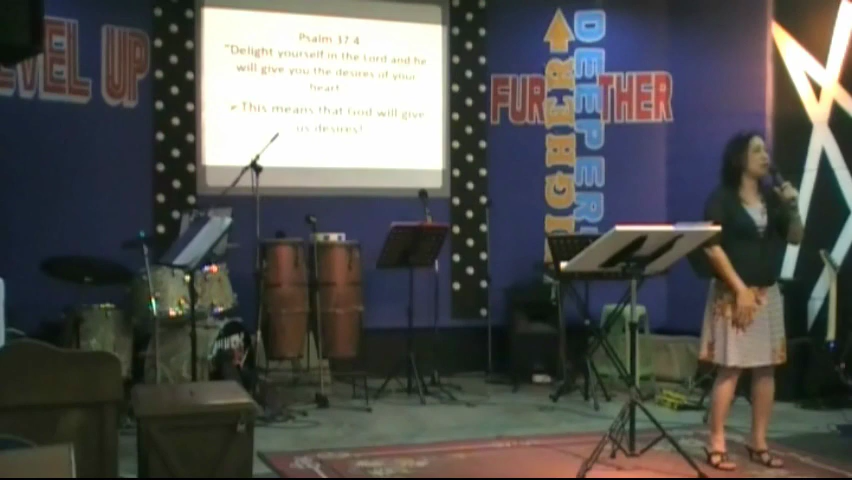 LEVEL UP
Psalm 37:4
"Delight yourself in the Lord and he
will give you the desires of your
heart
This means that God will give
us desires!
FURTHER
HIGHER
DEEPER